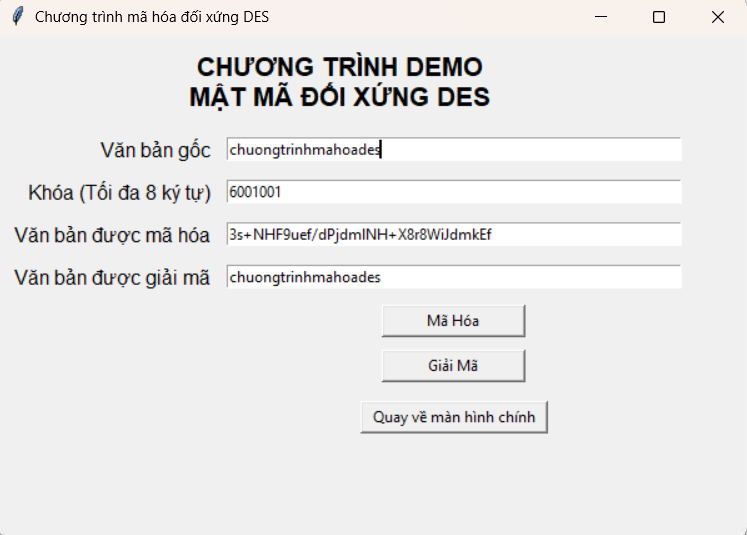 Chương trình mã hóa đối xứng DES
CHƯƠNG TRÌNH DEMO
MẬT MÃ ĐỐI XỨNG DES
Văn bản gốc chuongtrinhmahoades
Khóa (Tối đa 8 ký tự) 6001001
Văn bản được mã hóa 3s+NHF9uef/dPjdmINH+X8r8WiJdmkEf
Văn bản được giải mã chuongtrinhmahoades
Mã Hóa
Giải Mã
Quay về màn hình chính